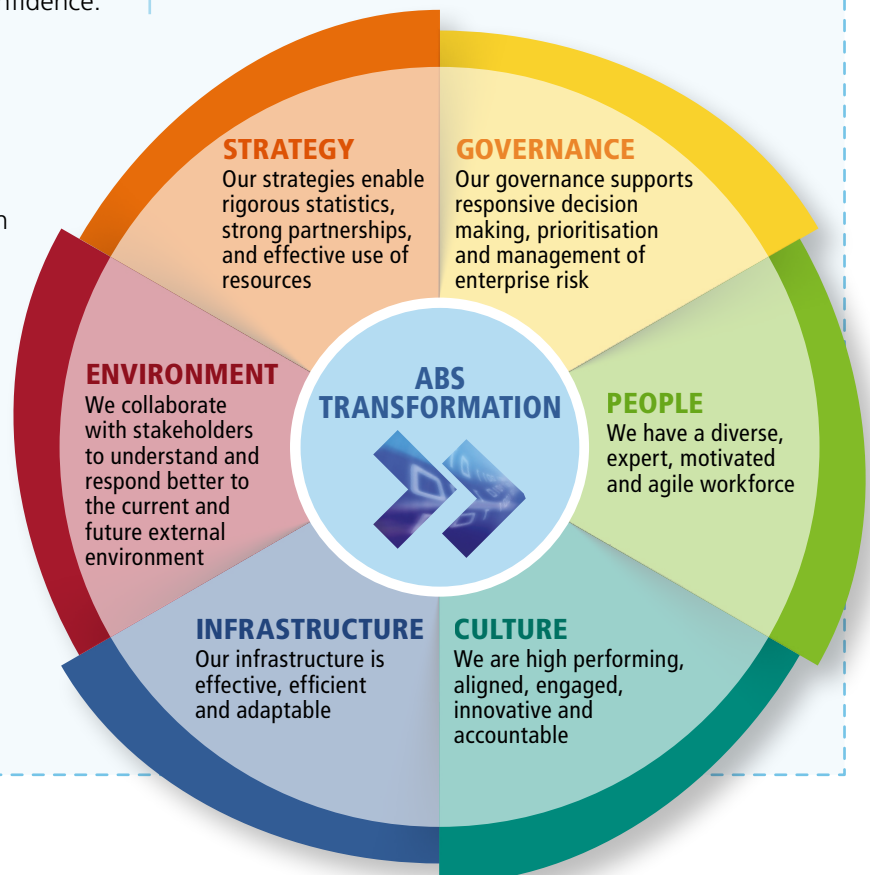 STRATEGY
Our strategies enable
rigorous statistics,
strong partnerships,
and effective use of
resources
GOVERNANCE
Our governance supports
responsive decision
making, prioritisation
and management of
enterprise risk
PEOPLE
We have a diverse,
expert, motivated
and agile workforce
CULTURE
We are high performing,
aligned, engaged,
innovative and
accountable
INFRASTRUCTURE
Our infrastructure is
effective, efficient
and adaptable
ENVIRONMENT
We collaborate
with stakeholders
to understand and
respond better to
the current and
future external
environment
ABS
TRANSFORMATION